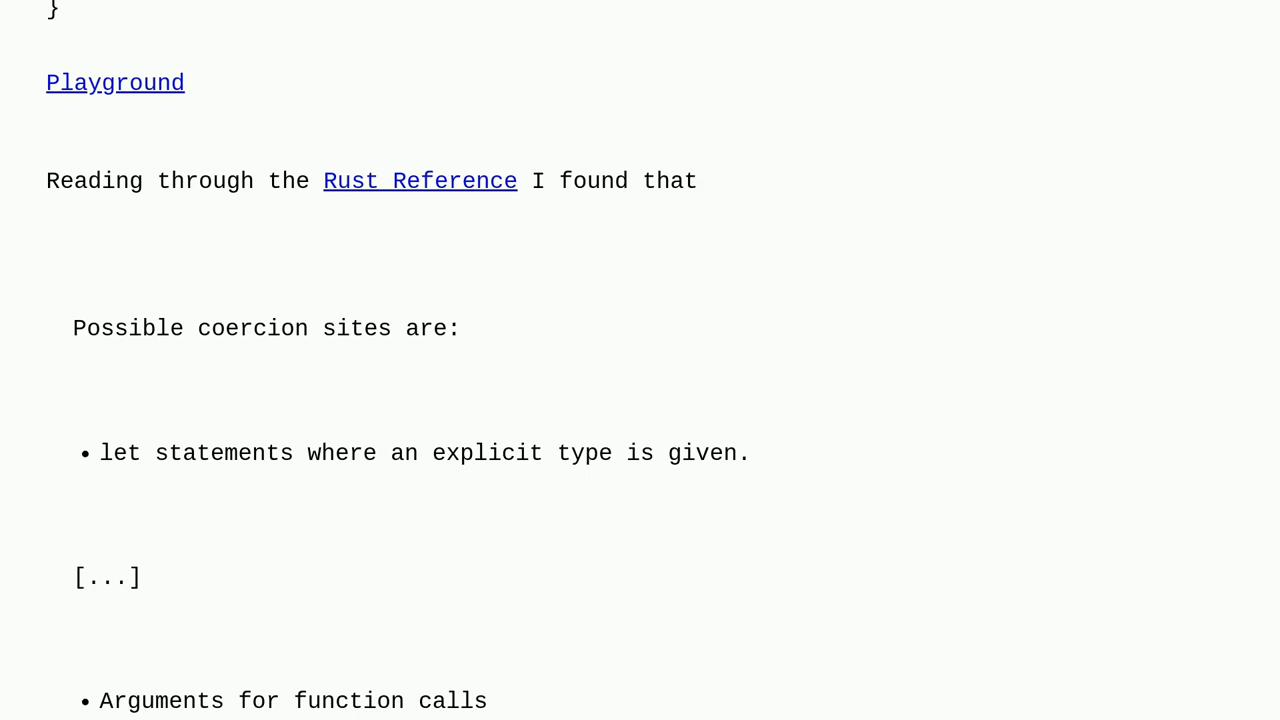 }
Playground
Reading through the Rust Reference I found that
Possible coercion sites are:
• let statements where an explicit type is given.
[...]
• Arguments for function calls